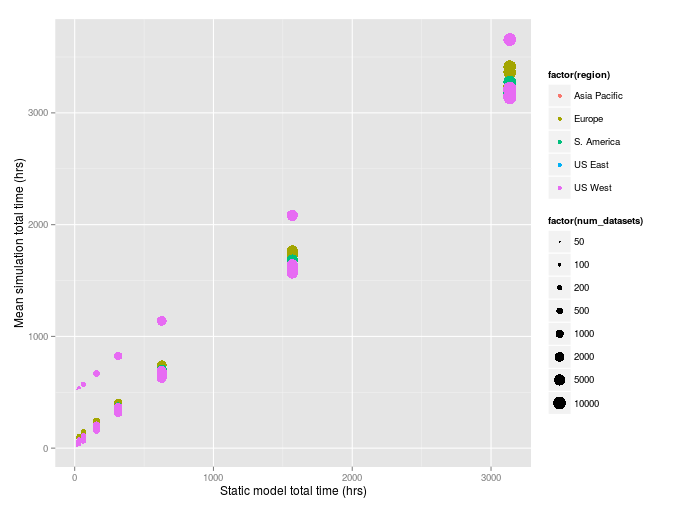 Mean simulation total time (hrs)
3000
2000
1000
0
0
1000
2000
3000
Static model total time (hrs)
factor(region)
Asia Pacific
Europe
S. America
US East
US West
factor(num_datasets)
50
100
200
500
1000
2000
5000
10000